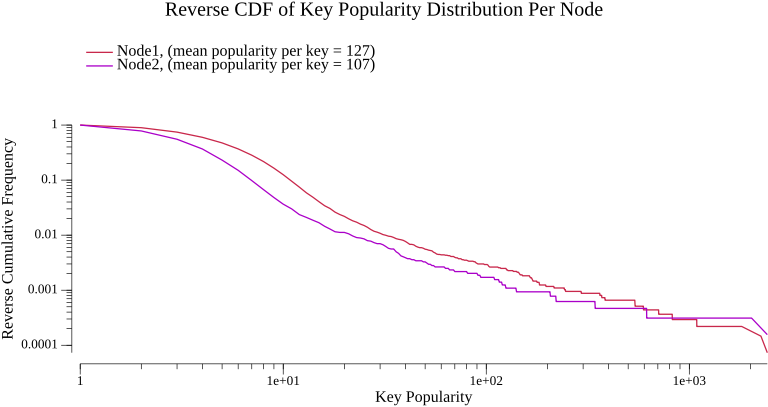 Reverse CDF of Key Popularity Distribution Per Node
Node1, (mean popularity per key = 127)
Node2, (mean popularity per key = 107)
Reverse Cumulative Frequency
1
0.1
0.01
0.001
0.0001
1
1e+01
1e+02
1e+03
Key Popularity